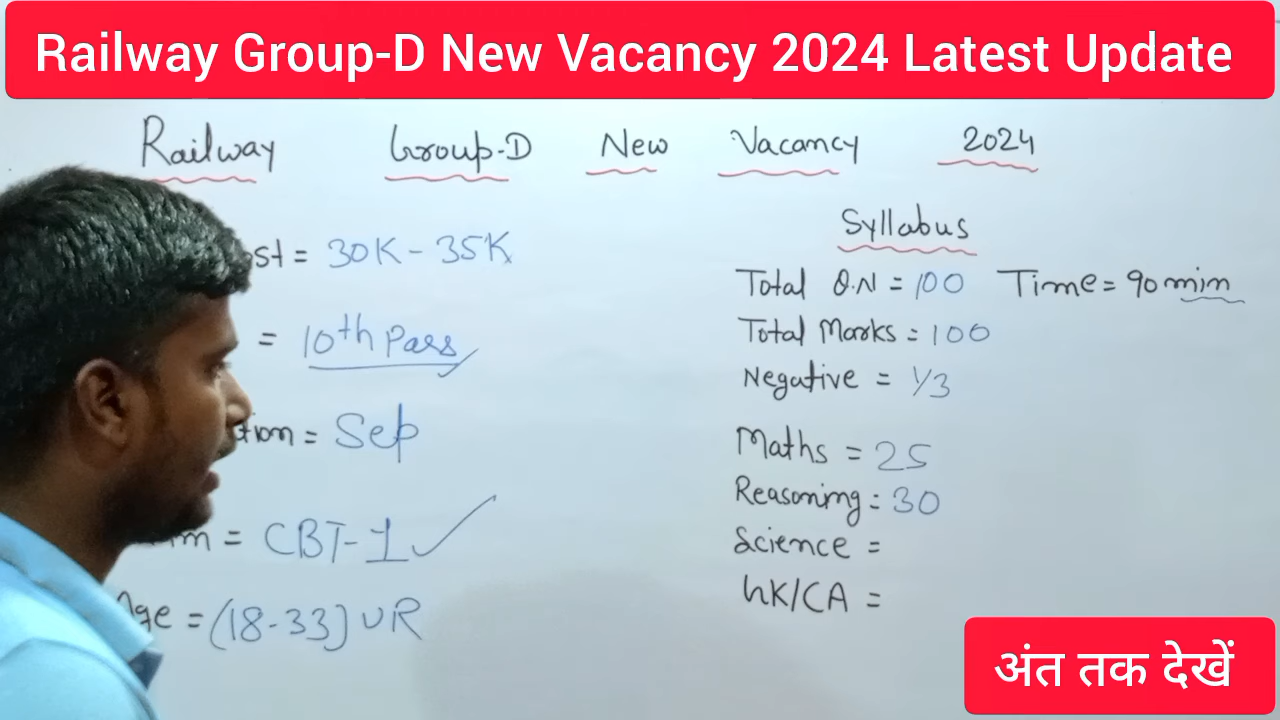 Railway Group-D New Vacancy 2024 Latest Update
Railway Group-D New Vacancy 2024
st = 30K - 35K
= 10th Pass
tion = Sep
m = CBT-1 ✓
Age = (18-33) UR
Syllabus
Total Q.N = 100 Time = 90 min
Total Marks = 100
Negative = 1/3
Maths = 25
Reasoning = 30
Science =
GK/CA =
अंत तक देखें